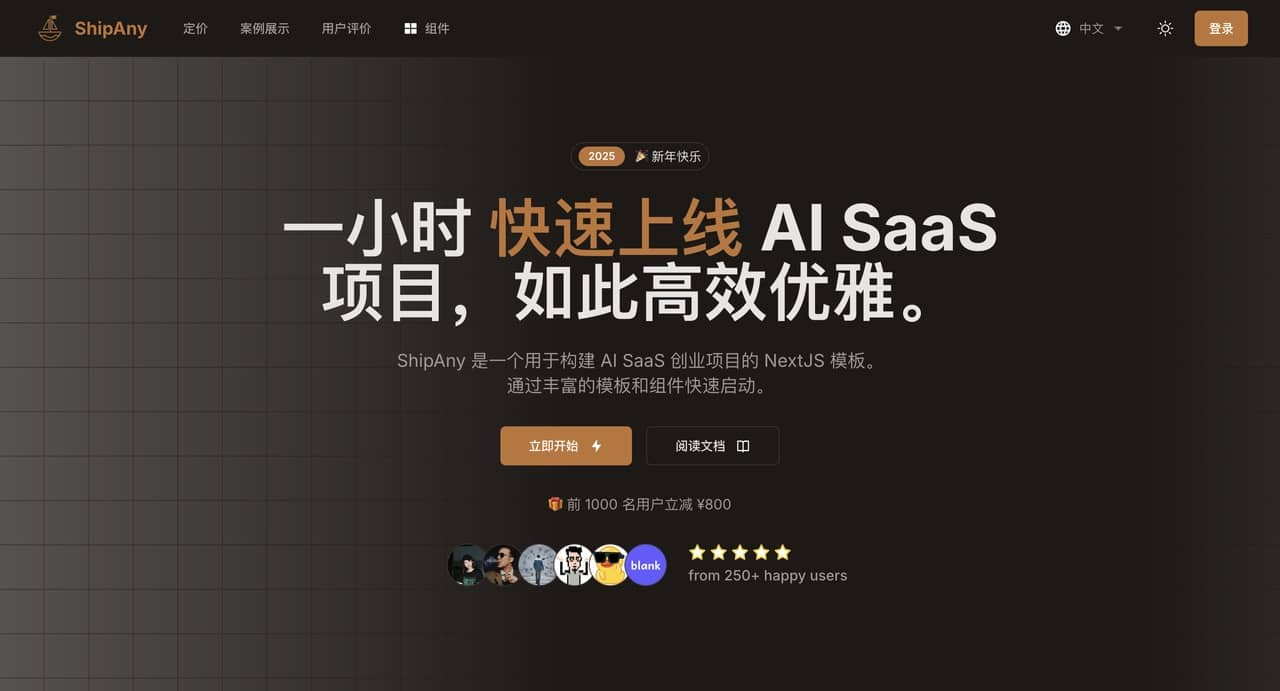 ShipAny 定价 案例展示 用户评价 组件 中文 登录
2025 🎉 新年快乐
一小时 快速上线 AI SaaS
项目，如此高效优雅。
ShipAny 是一个用于构建 AI SaaS 创业项目的 NextJS 模板。
通过丰富的模板和组件快速启动。
立即开始 阅读文档
🎁 前 1000 名用户立减 ¥800
blank
from 250+ happy users